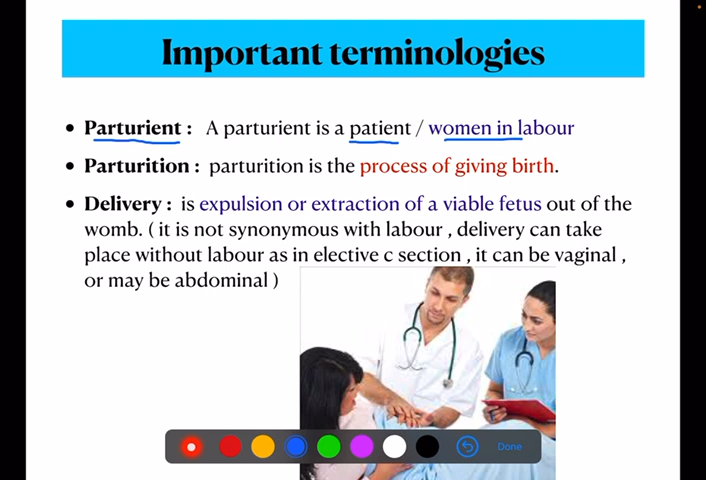 Important terminologies
• Parturient : A parturient is a patient / women in labour
• Parturition : parturition is the process of giving birth.
• Delivery : is expulsion or extraction of a viable fetus out of the
womb. ( it is not synonymous with labour , delivery can take
place without labour as in elective c section , it can be vaginal ,
or may be abdominal )
Done